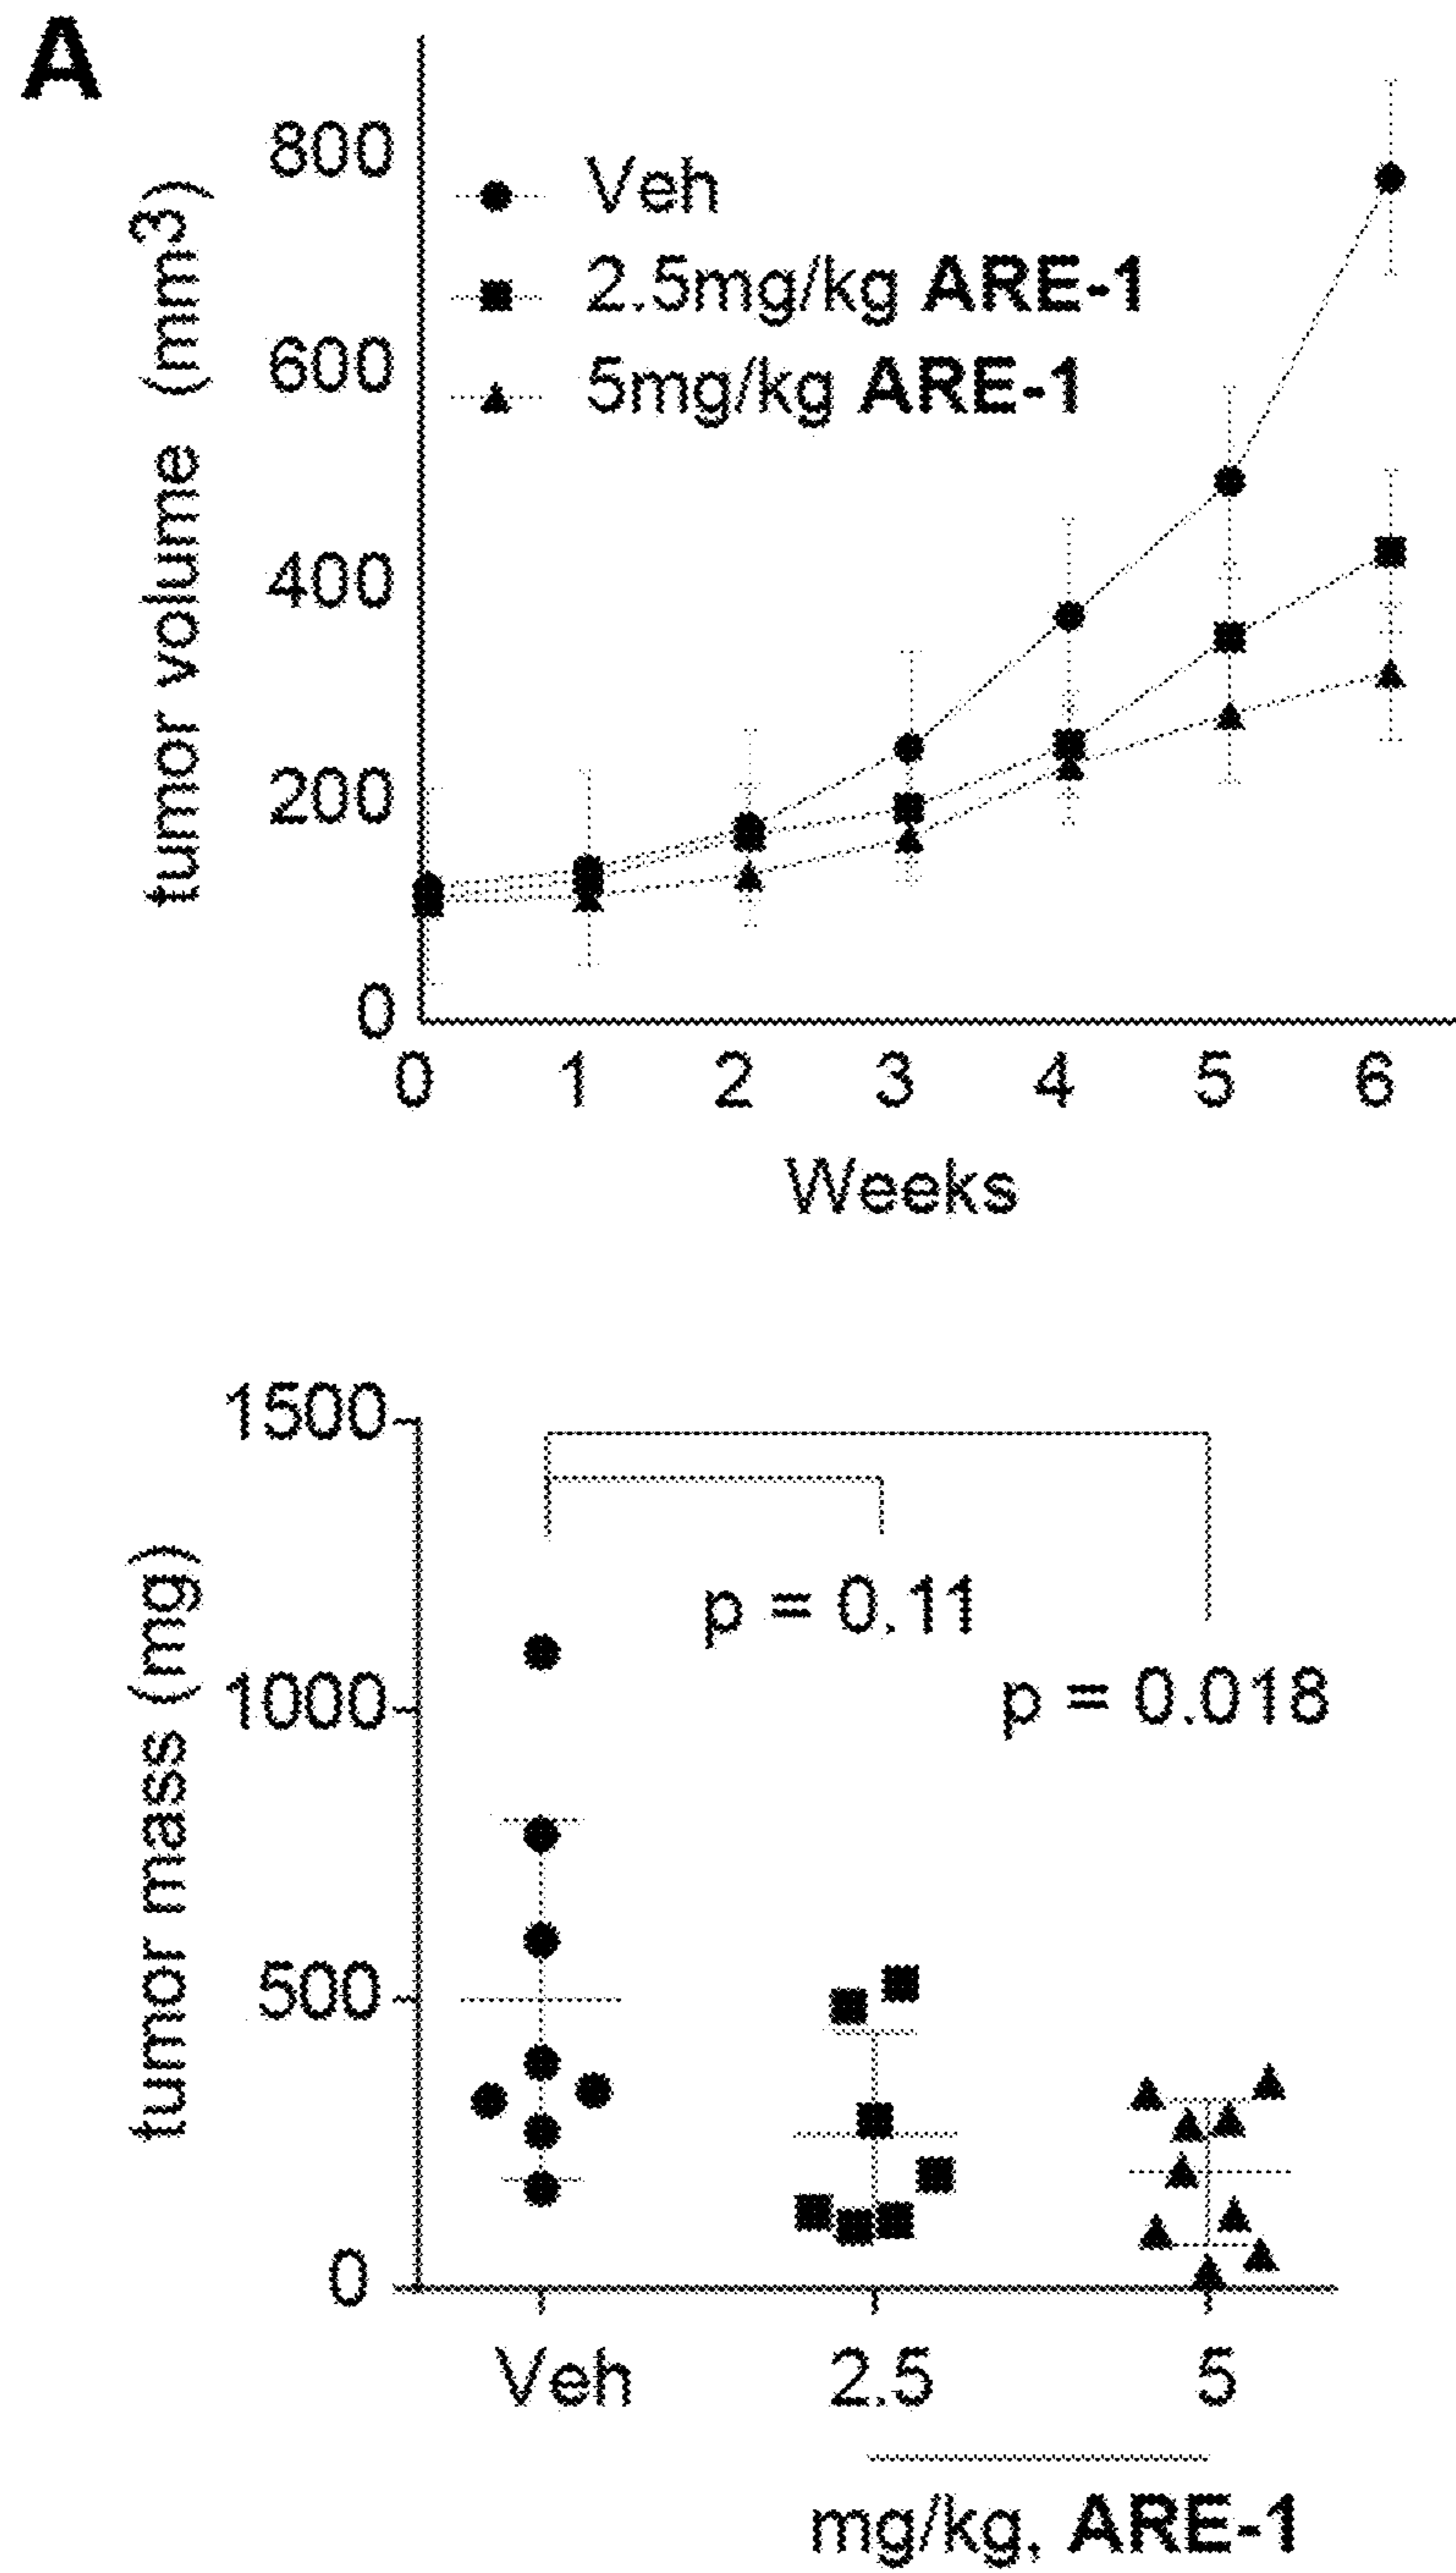 A
tumor volume (mm3)
800
600
400
200
0
Veh
2.5mg/kg ARE-1
5mg/kg ARE-1
0 1 2 3 4 5 6
Weeks
tumor mass (mg)
1500
1000
500
0
p = 0.11
p = 0.018
Veh 2.5 5
mg/kg, ARE-1